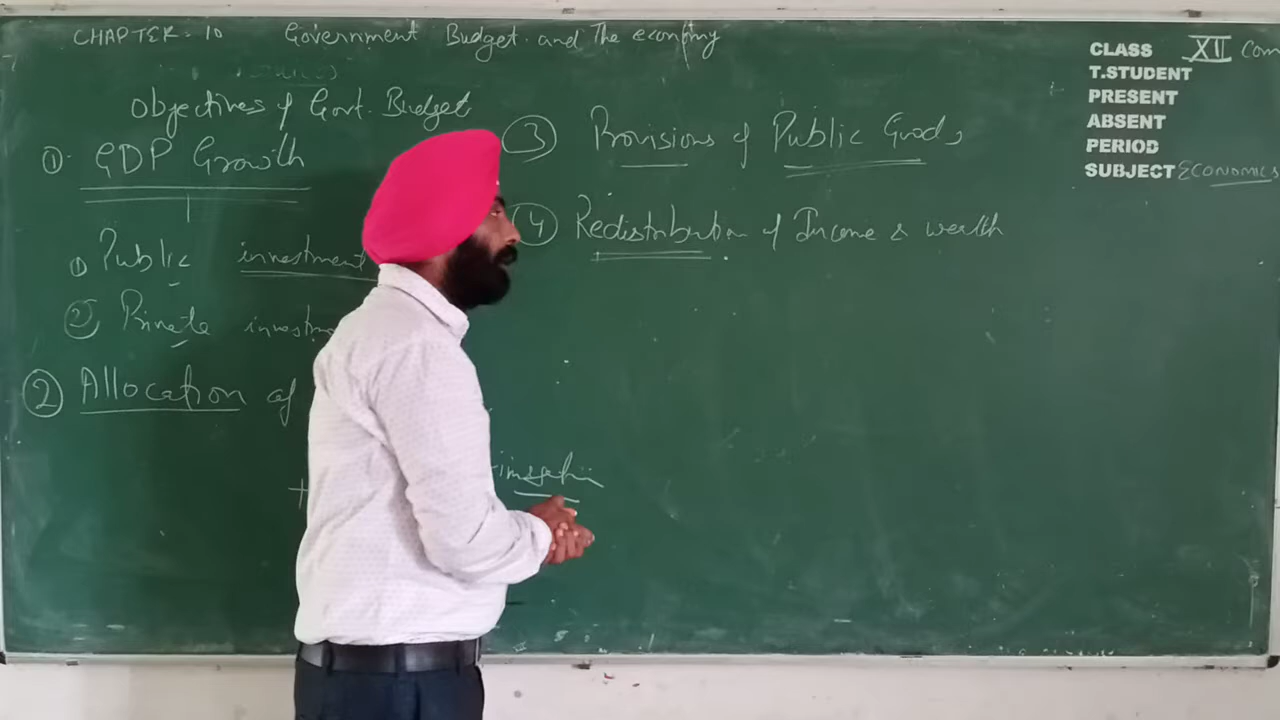 CHAPTER - 10 Government Budget and The economy
Objectives of Govt. Budget
① GDP Growth
① Public investment
② Private
② Allocation of
③ Provisions of Public Goods
④ Redistribution of Income & wealth
CLASS XII Com
T.STUDENT
PRESENT
ABSENT
PERIOD
SUBJECT ECONOMICS